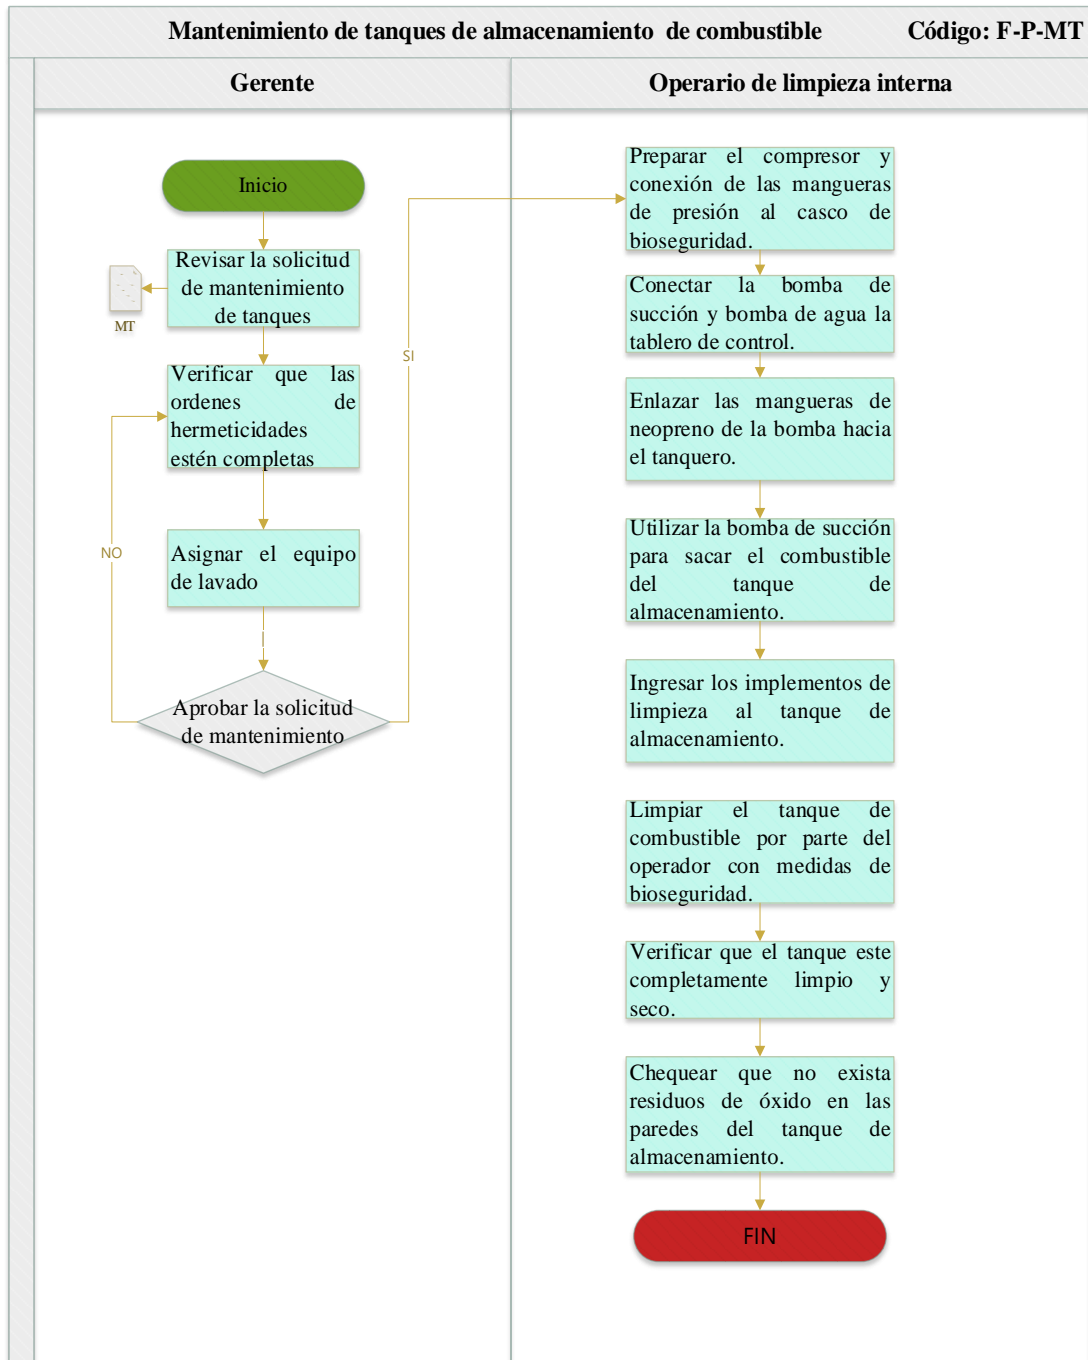 Mantenimiento de tanques de almacenamiento de combustible Código: F-P-MT
Gerente
Operario de limpieza interna
Inicio
Revisar la solicitud
de mantenimiento
de tanques
MT
Verificar que las
ordenes de
hermeticidades
estén completas
Asignar el equipo
de lavado
Aprobar la solicitud
de mantenimiento
NO
SI
Preparar el compresor y
conexión de las mangueras
de presión al casco de
bioseguridad.
Conectar la bomba de
succión y bomba de agua la
tablero de control.
Enlazar las mangueras de
neopreno de la bomba hacia
el tanquero.
Utilizar la bomba de succión
para sacar el combustible
del tanque de
almacenamiento.
Ingresar los implementos de
limpieza al tanque de
almacenamiento.
Limpiar el tanque de
combustible por parte del
operador con medidas de
bioseguridad.
Verificar que el tanque este
completamente limpio y
seco.
Chequear que no exista
residuos de óxido en las
paredes del tanque de
almacenamiento.
FIN